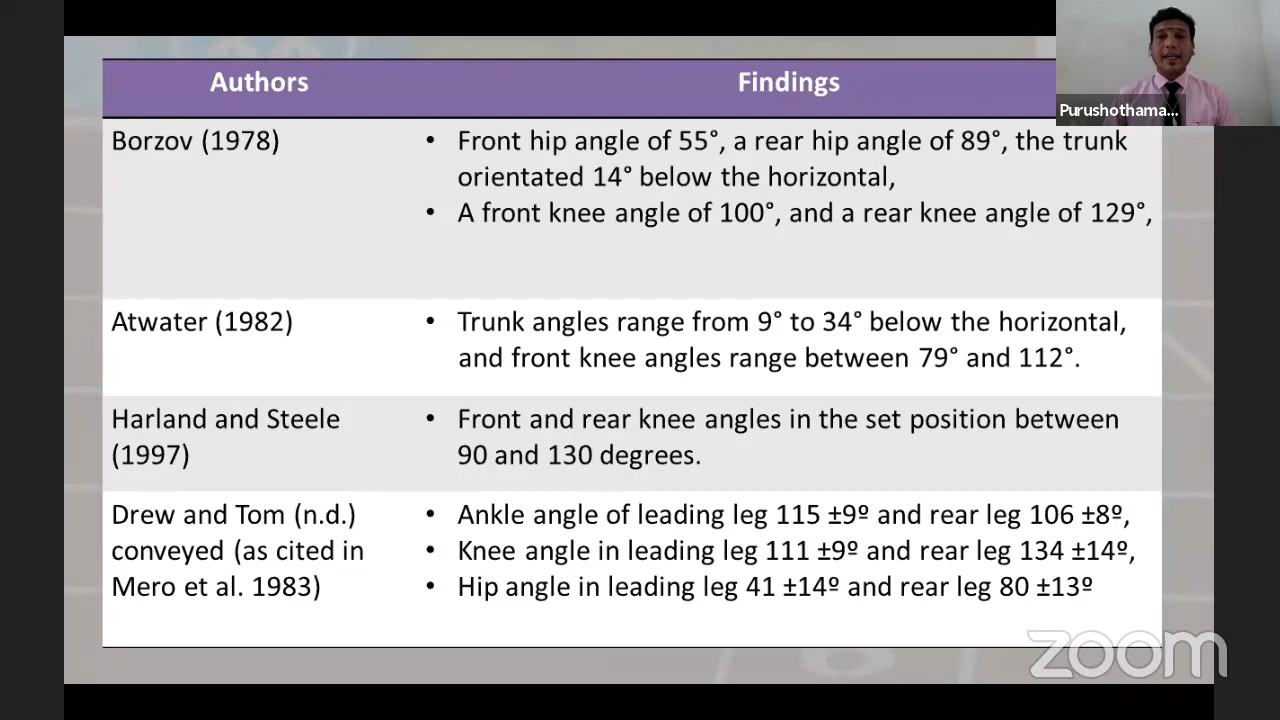 Authors
Findings
Purushothama...
Borzov (1978)
• Front hip angle of 55°, a rear hip angle of 89°, the trunk
orientated 14° below the horizontal,
• A front knee angle of 100°, and a rear knee angle of 129°,
Atwater (1982)
• Trunk angles range from 9° to 34° below the horizontal,
and front knee angles range between 79° and 112°.
Harland and Steele
(1997)
• Front and rear knee angles in the set position between
90 and 130 degrees.
Drew and Tom (n.d.)
conveyed (as cited in
Mero et al. 1983)
• Ankle angle of leading leg 115 ±9º and rear leg 106 ±8º,
• Knee angle in leading leg 111 ±9º and rear leg 134 ±14º,
• Hip angle in leading leg 41 ±14º and rear leg 80 ±13º
zoom